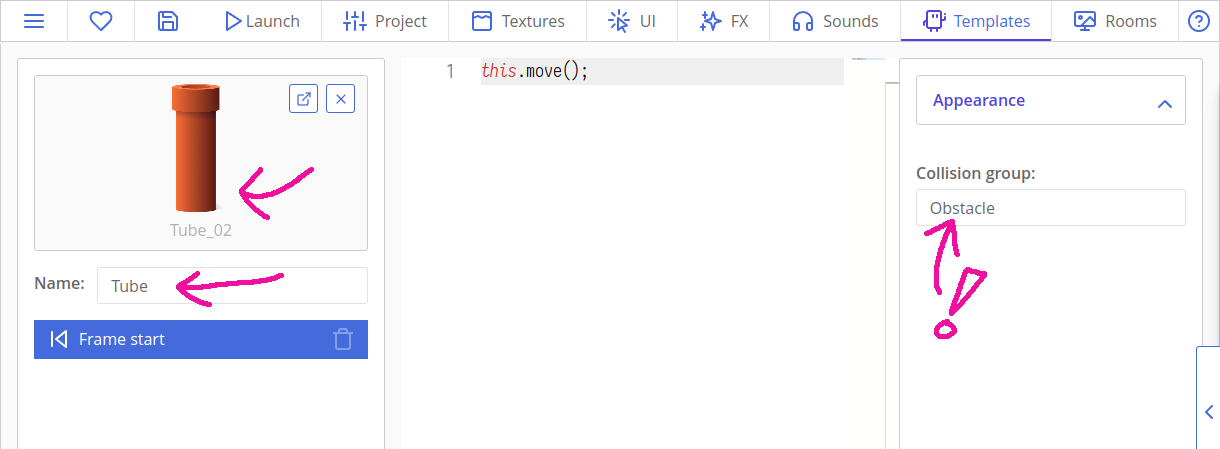 Launch Project Textures UI FX Sounds Templates Rooms
Tube_02
Name: Tube
Frame start
1 this.move();
Appearance
Collision group:
Obstacle